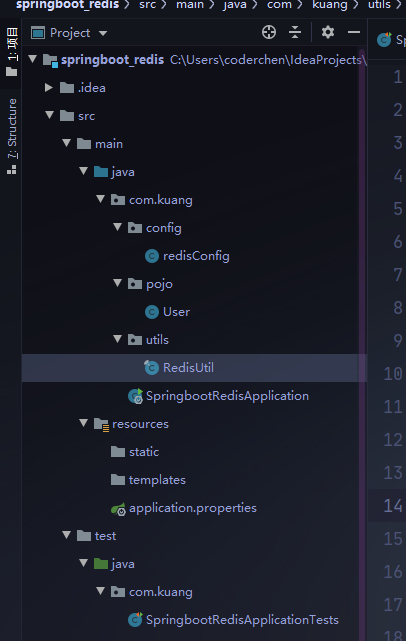 springboot_redis › src › main › java › com › kuang › utils ›
1: 项目
7: Structure
Project
springboot_redis C:\Users\coderchen\IdeaProjects\
.idea
src
main
java
com.kuang
config
redisConfig
pojo
User
utils
RedisUtil
SpringbootRedisApplication
resources
static
templates
application.properties
test
java
com.kuang
SpringbootRedisApplicationTests
Sp
1
2
3
4
5
6
7
8
9
10
11
12
13
14
15
16
17
18